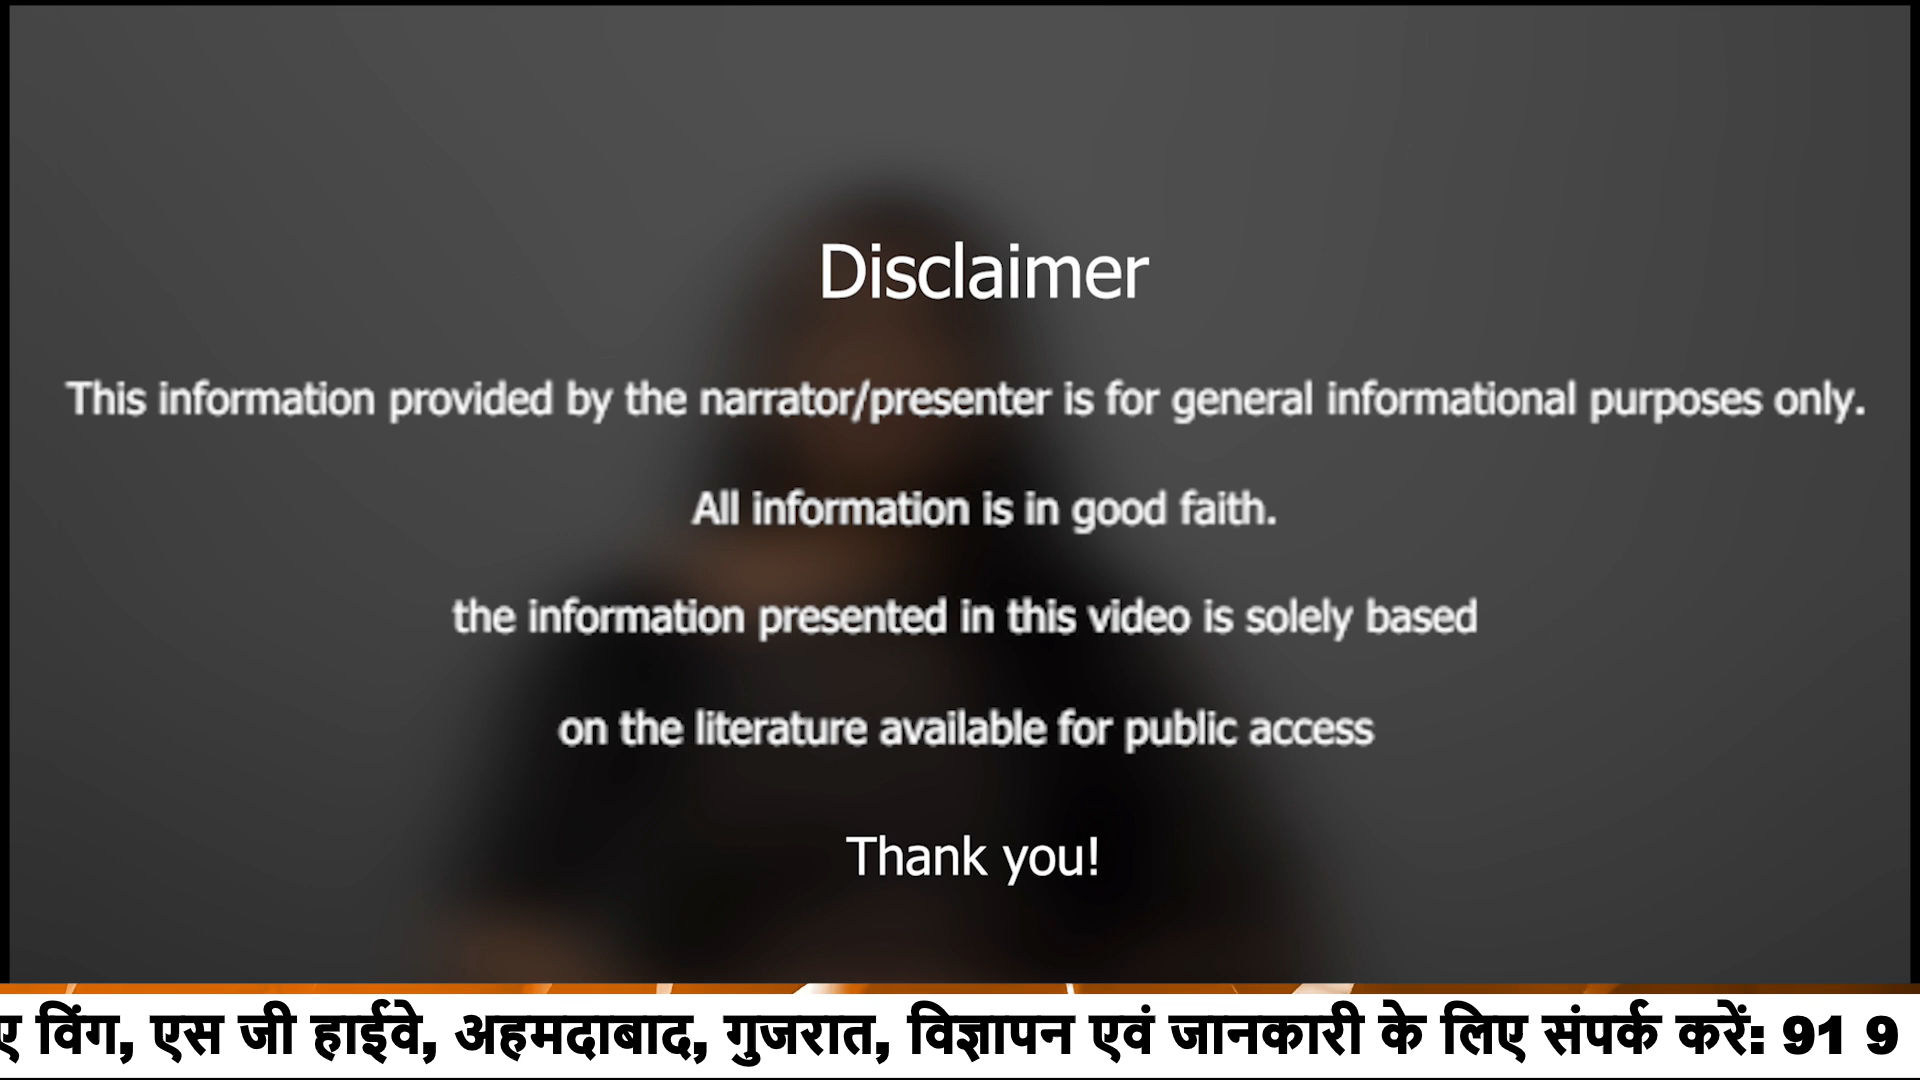 Disclaimer
This information provided by the narrator/presenter is for general informational purposes only.
All information is in good faith.
the information presented in this video is solely based
on the literature available for public access
Thank you!
ए विंग, एस जी हाईवे, अहमदाबाद, गुजरात, विज्ञापन एवं जानकारी के लिए संपर्क करें: 91 9